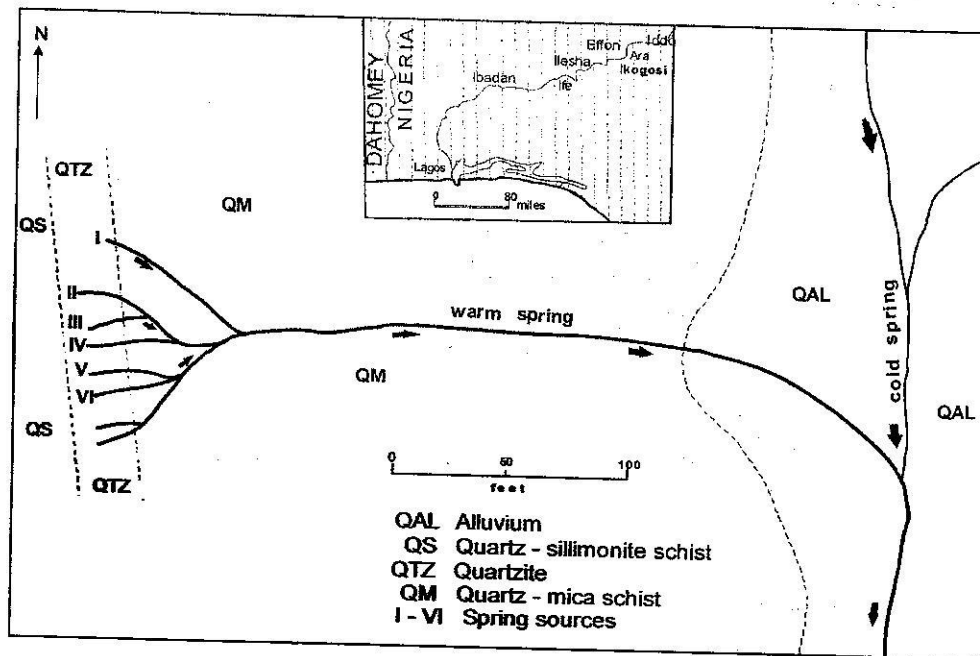 N
DAHOMEY
NIGERIA
Effon
Iddo
Ilesha
Ara
Ibadan
Ife
Ikogosi
Lagos
0 80
miles
QTZ
QS
QM
I
II
III
IV
V
VI
warm spring
QM
QAL
cold spring
QAL
QS
QTZ
0 50 100
feet
QAL Alluvium
QS Quartz - sillimonite schist
QTZ Quartzite
QM Quartz - mica schist
I - VI Spring sources